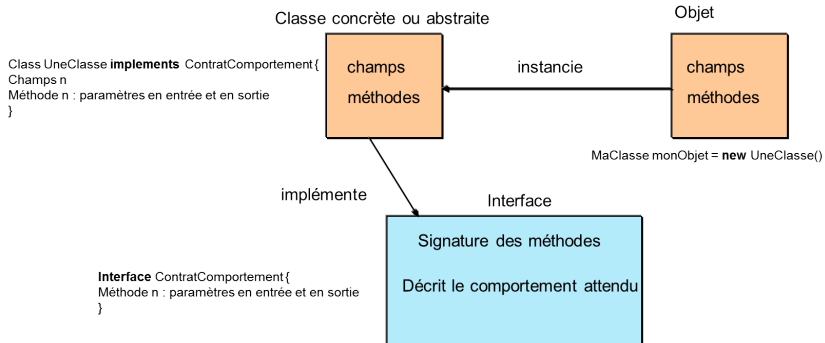 Classe concrète ou abstraite
Objet
Class UneClasse implements ContratComportement {
Champs n
Méthode n : paramètres en entrée et en sortie
}
champs
méthodes
instancie
champs
méthodes
MaClasse monObjet = new UneClasse()
implémente
Interface
Signature des méthodes
Décrit le comportement attendu
Interface ContratComportement {
Méthode n : paramètres en entrée et en sortie
}